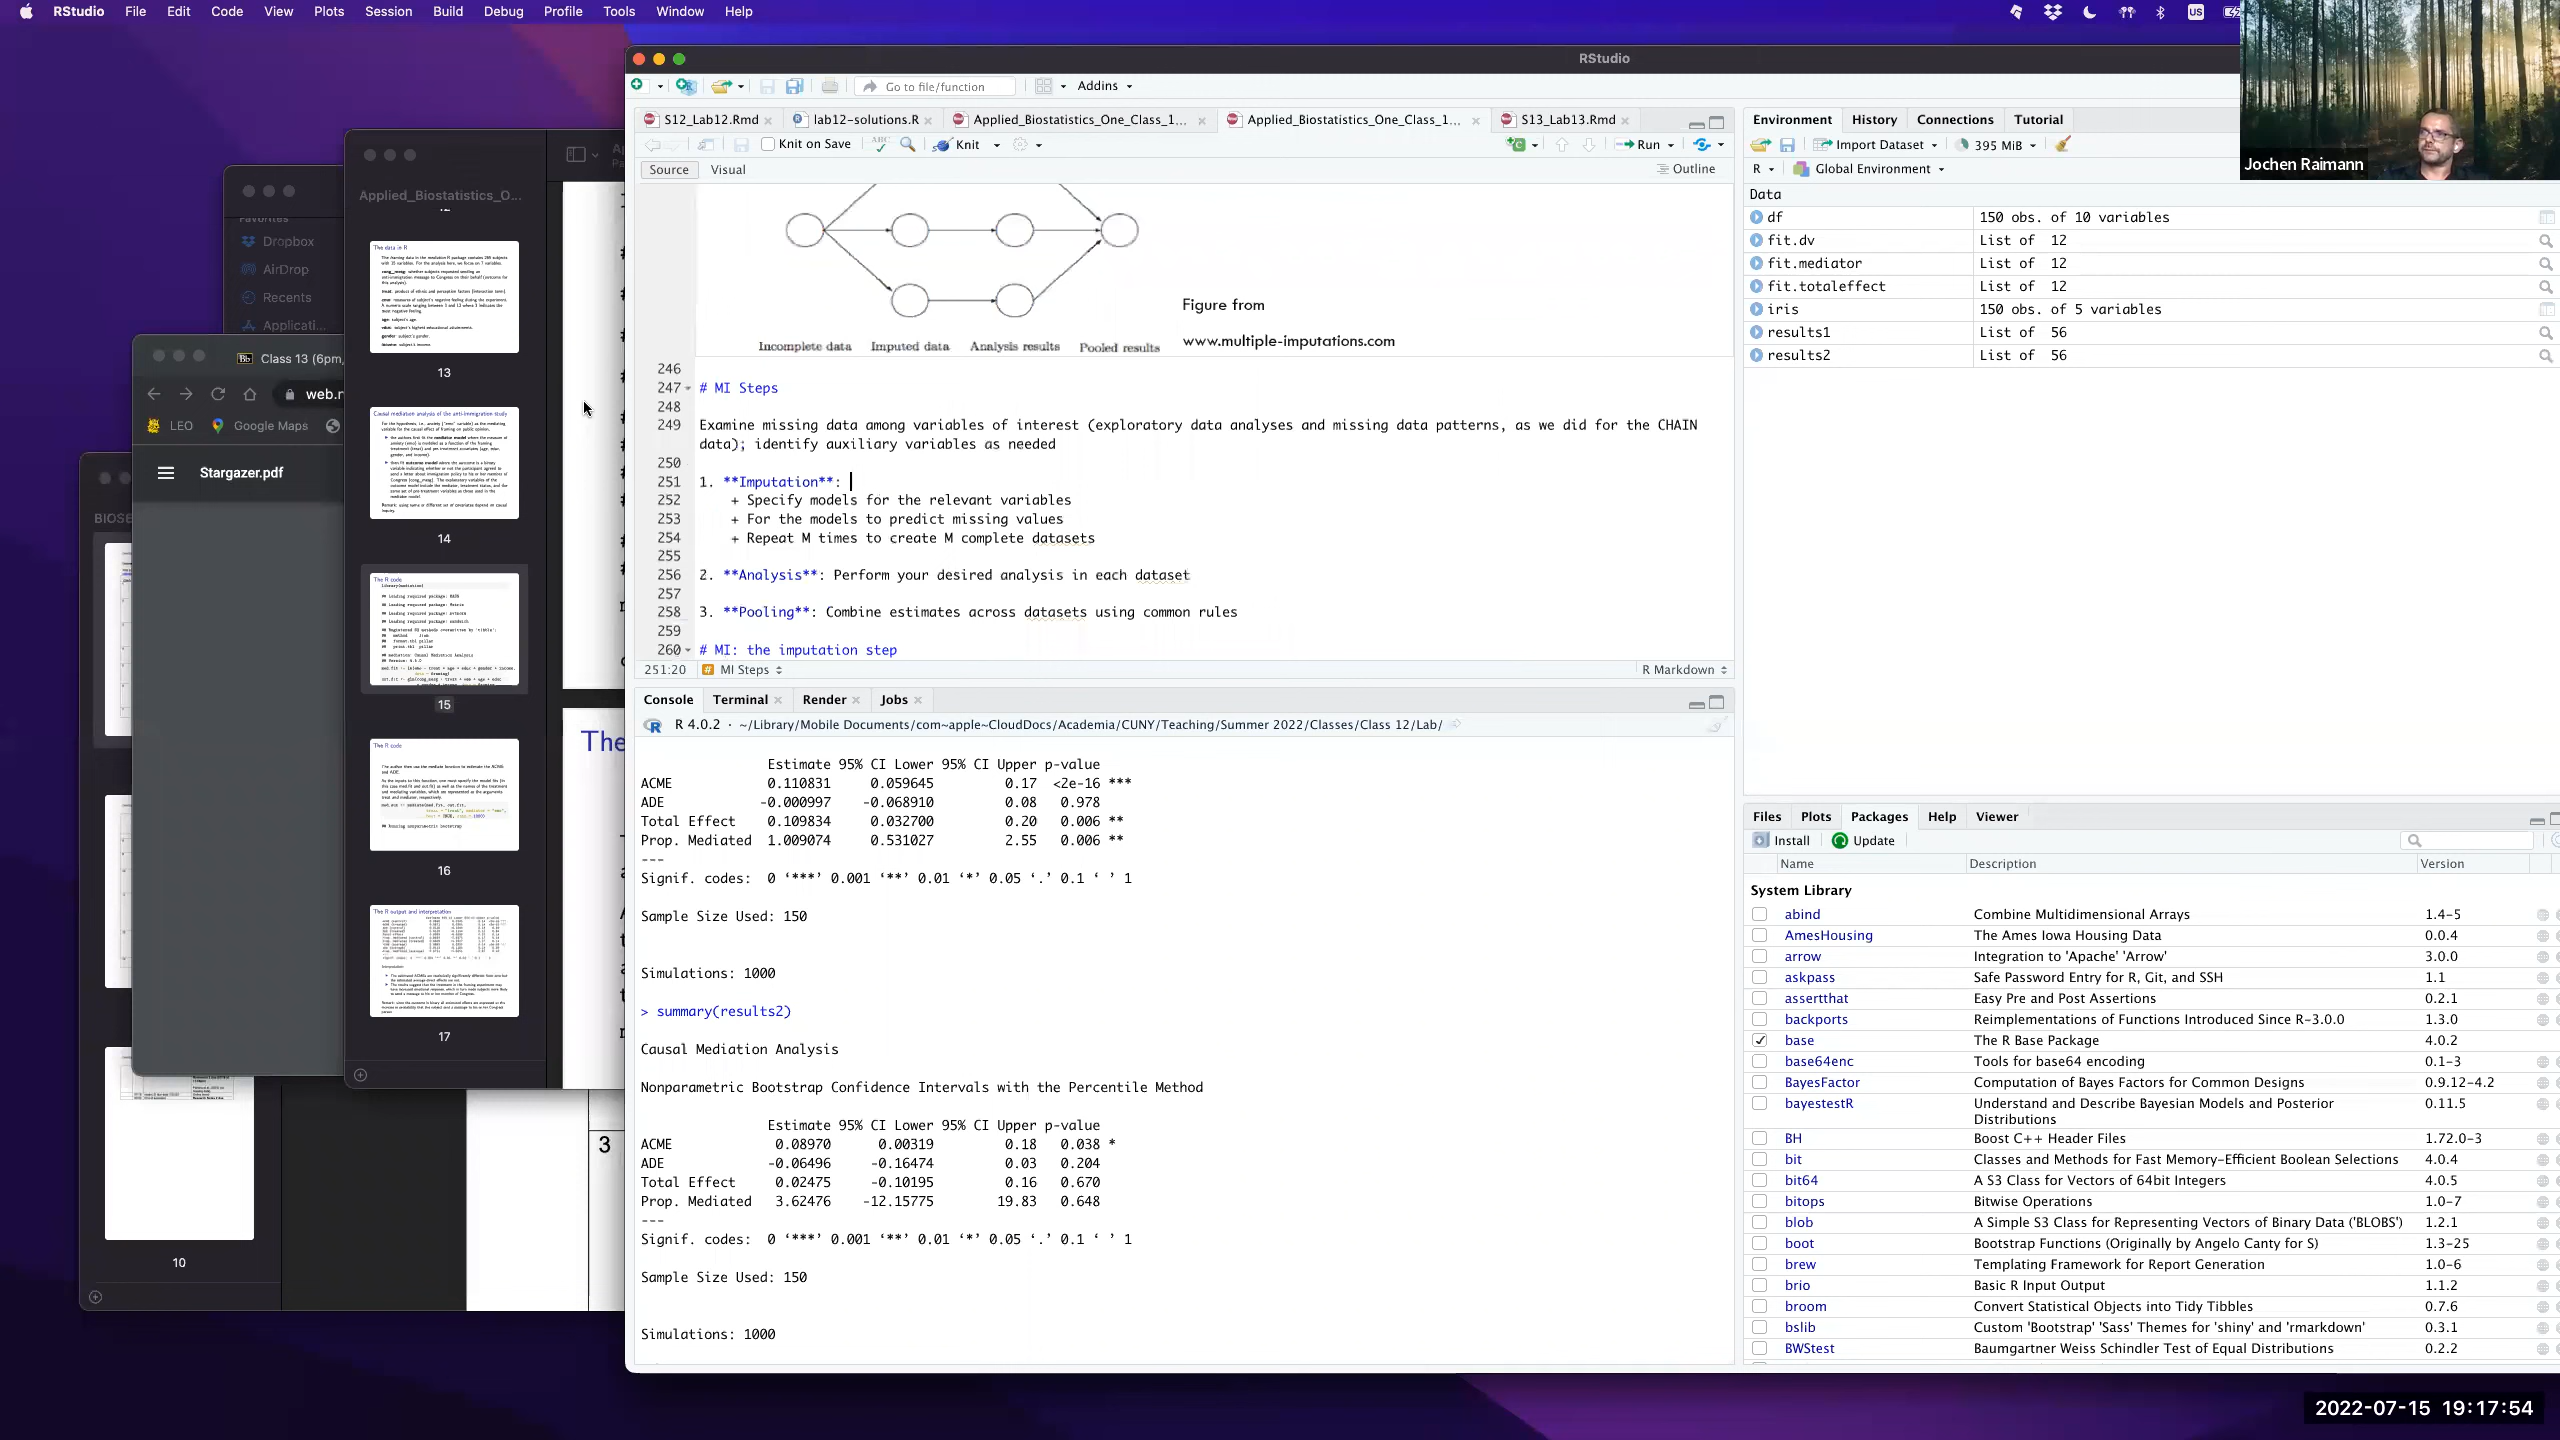 RStudio File Edit Code View Plots Session Build Debug Profile Tools Window Help
US
RStudio
Jochen Raimann
Go to file/function
Addins
S12_Lab12.Rmd
lab12-solutions.R
Applied_Biostatistics_One_Class_1...
Applied_Biostatistics_One_Class_1...
S13_Lab13.Rmd
Knit on Save
Knit
Run
Source
Visual
Outline
Incomplete data
Imputed data
Analysis results
Pooled results
Figure from
www.multiple-imputations.com
246
247 # MI Steps
248
249 Examine missing data among variables of interest (exploratory data analyses and missing data patterns, as we did for the CHAIN
data); identify auxiliary variables as needed
250
251 1. **Imputation**:
252 + Specify models for the relevant variables
253 + For the models to predict missing values
254 + Repeat M times to create M complete datasets
255
256 2. **Analysis**: Perform your desired analysis in each dataset
257
258 3. **Pooling**: Combine estimates across datasets using common rules
259
260 # MI: the imputation step
251:20 MI Steps
R Markdown
Console Terminal Render Jobs
R 4.0.2 · ~/Library/Mobile Documents/com~apple~CloudDocs/Academia/CUNY/Teaching/Summer 2022/Classes/Class 12/Lab/
Estimate 95% CI Lower 95% CI Upper p-value
ACME 0.110831 0.059645 0.17 <2e-16 ***
ADE -0.000997 -0.068910 0.08 0.978
Total Effect 0.109834 0.032700 0.20 0.006 **
Prop. Mediated 1.009074 0.531027 2.55 0.006 **
---
Signif. codes: 0 ‘***’ 0.001 ‘**’ 0.01 ‘*’ 0.05 ‘.’ 0.1 ‘ ’ 1
Sample Size Used: 150
Simulations: 1000
> summary(results2)
Causal Mediation Analysis
Nonparametric Bootstrap Confidence Intervals with the Percentile Method
Estimate 95% CI Lower 95% CI Upper p-value
ACME 0.08970 0.00319 0.18 0.038 *
ADE -0.06496 -0.16474 0.03 0.204
Total Effect 0.02475 -0.10195 0.16 0.670
Prop. Mediated 3.62476 -12.15775 19.83 0.648
---
Signif. codes: 0 ‘***’ 0.001 ‘**’ 0.01 ‘*’ 0.05 ‘.’ 0.1 ‘ ’ 1
Sample Size Used: 150
Simulations: 1000
Environment History Connections Tutorial
Import Dataset
395 MiB
R
Global Environment
Data
df 150 obs. of 10 variables
fit.dv List of 12
fit.mediator List of 12
fit.totaleffect List of 12
iris 150 obs. of 5 variables
results1 List of 56
results2 List of 56
Files Plots Packages Help Viewer
Install
Update
Name Description Version
System Library
abind Combine Multidimensional Arrays 1.4-5
AmesHousing The Ames Iowa Housing Data 0.0.4
arrow Integration to 'Apache' 'Arrow' 3.0.0
askpass Safe Password Entry for R, Git, and SSH 1.1
assertthat Easy Pre and Post Assertions 0.2.1
backports Reimplementations of Functions Introduced Since R-3.0.0 1.3.0
base The R Base Package 4.0.2
base64enc Tools for base64 encoding 0.1-3
BayesFactor Computation of Bayes Factors for Common Designs 0.9.12-4.2
bayestestR Understand and Describe Bayesian Models and Posterior 0.11.5
Distributions
BH Boost C++ Header Files 1.72.0-3
bit Classes and Methods for Fast Memory-Efficient Boolean Selections 4.0.4
bit64 A S3 Class for Vectors of 64bit Integers 4.0.5
bitops Bitwise Operations 1.0-7
blob A Simple S3 Class for Representing Vectors of Binary Data ('BLOBS') 1.2.1
boot Bootstrap Functions (Originally by Angelo Canty for S) 1.3-25
brew Templating Framework for Report Generation 1.0-6
brio Basic R Input Output 1.1.2
broom Convert Statistical Objects into Tidy Tibbles 0.7.6
bslib Custom 'Bootstrap' 'Sass' Themes for 'shiny' and 'rmarkdown' 0.3.1
BWStest Baumgartner Weiss Schindler Test of Equal Distributions 0.2.2
Applied_Biostatistics_O...
The data in R
13
Causal mediation analysis of the anti-immigration study
14
The R code
15
The R code
16
The R output and interpretation
17
Favorites
Dropbox
AirDrop
Recents
Applicati...
Bb Class 13 (6pm,
web.r
LEO
Google Maps
Stargazer.pdf
10
3
The
2022-07-15 19:17:54